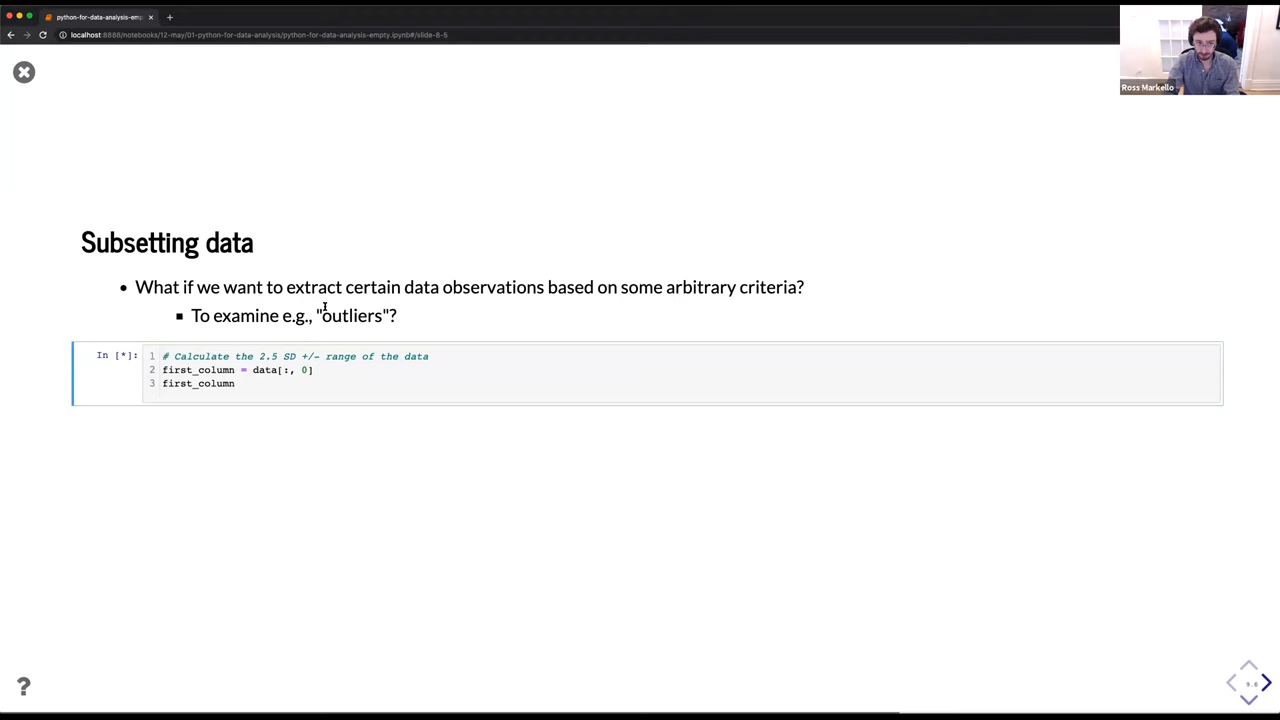 python-for-data-analysis-emp
localhost:8888/notebooks/12-may/01-python-for-data-analysis/python-for-data-analysis-empty.ipynb#/slide-8-5
Ross Markello
Subsetting data
What if we want to extract certain data observations based on some arbitrary criteria?
To examine e.g., "outliers"?
In [*]:
1 # Calculate the 2.5 SD +/- range of the data
2 first_column = data[:, 0]
3 first_column
?